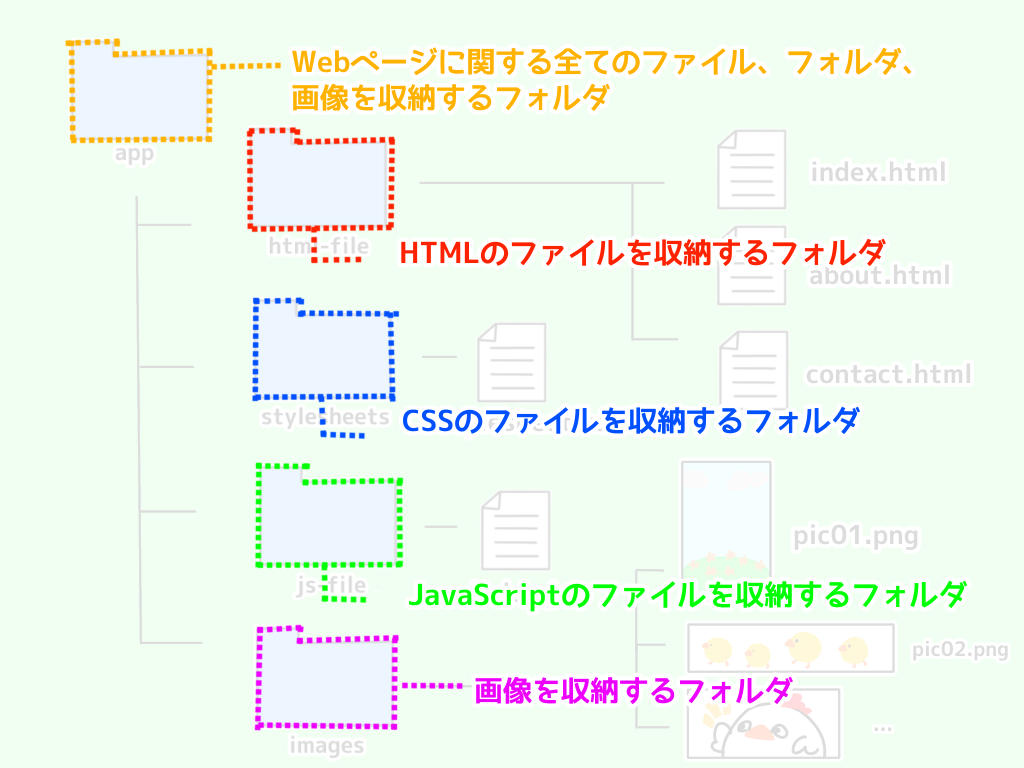 Webページに関する全てのファイル、フォルダ、
画像を収納するフォルダ
app
html-file
index.html
HTMLのファイルを収納するフォルダ
about.html
contact.html
stylesheets
CSSのファイルを収納するフォルダ
pic01.png
js-file
JavaScriptのファイルを収納するフォルダ
pic02.png
画像を収納するフォルダ
...
images